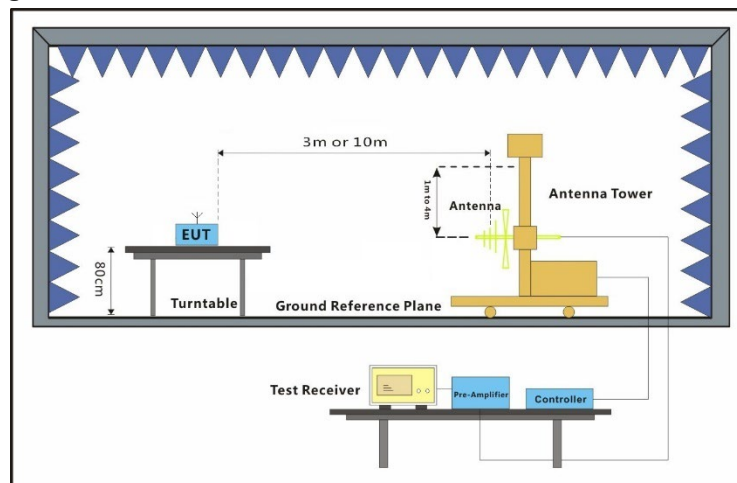 3m or 10m
1m to 4m
Antenna
Antenna Tower
EUT
80cm
Turntable
Ground Reference Plane
Test Receiver
Pre-Amplifier
Controller